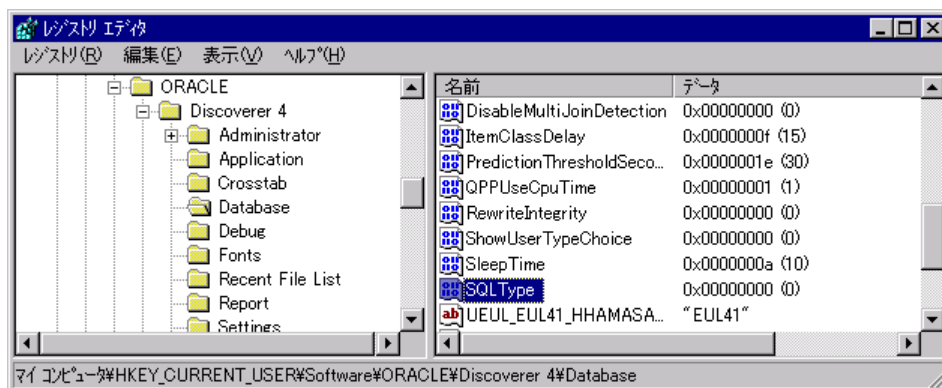 レジストリ エディタ
レジストリ(R) 編集(E) 表示(V) ヘルプ(H)
ORACLE
Discoverer 4
Administrator
Application
Crosstab
Database
Debug
Fonts
Recent File List
Report
Settings
名前 データ
DisableMultiJoinDetection 0x00000000 (0)
ItemClassDelay 0x0000000f (15)
PredictionThresholdSeco... 0x0000001e (30)
QPPUseCpuTime 0x00000001 (1)
RewriteIntegrity 0x00000000 (0)
ShowUserTypeChoice 0x00000000 (0)
SleepTime 0x0000000a (10)
SQLType 0x00000000 (0)
UEUL_EUL41_HHAMASA... "EUL41"
マイ コンピュータ¥HKEY_CURRENT_USER¥Software¥ORACLE¥Discoverer 4¥Database